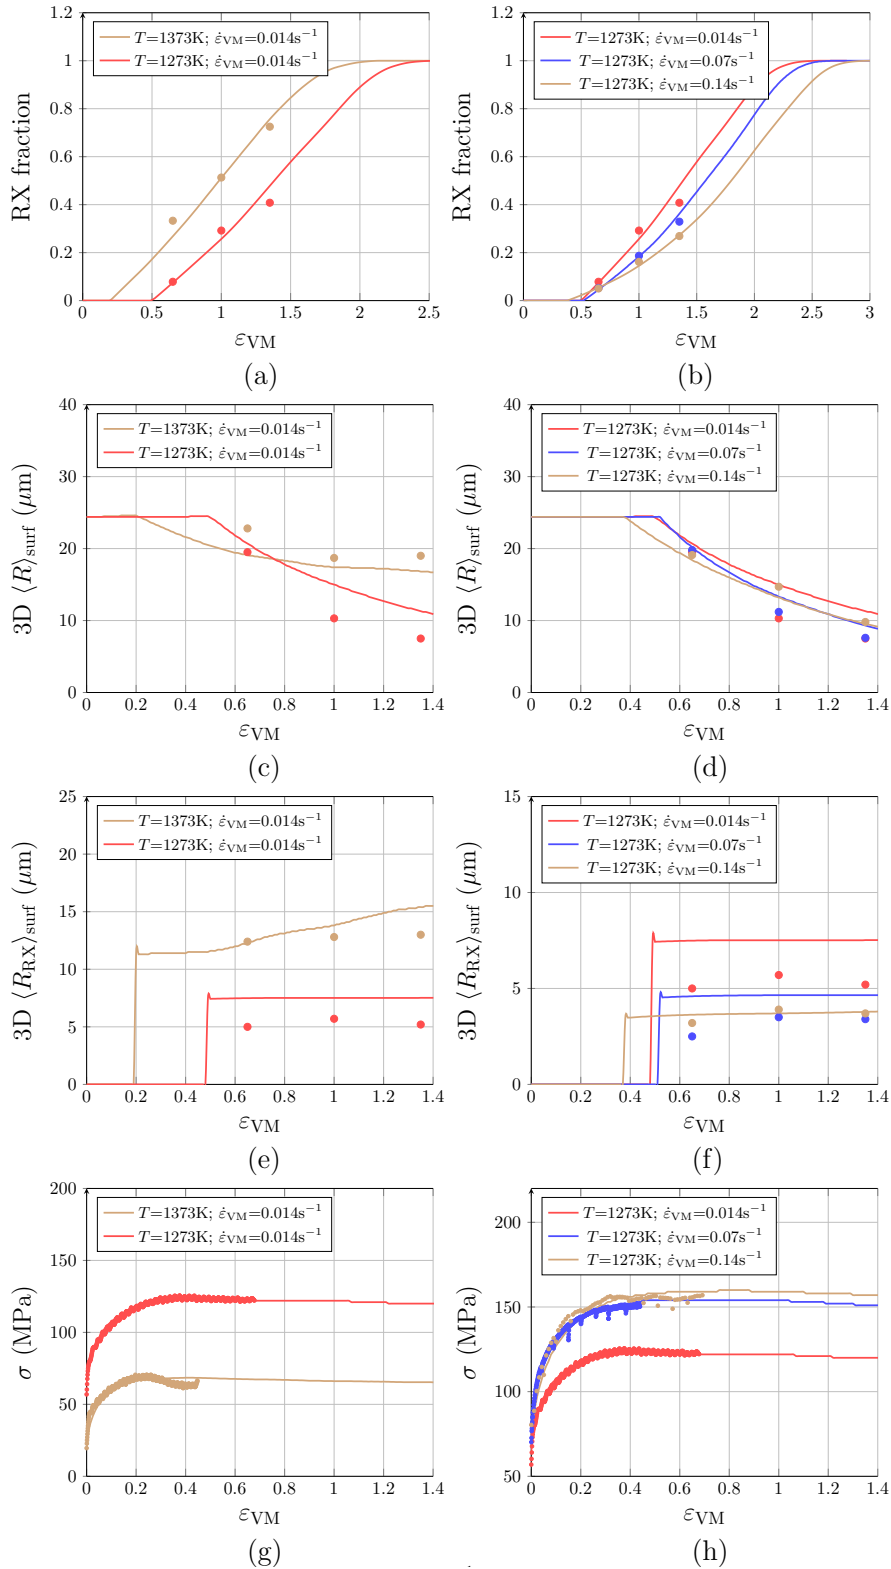 1.2
1
0.8
0.6
0.4
0.2
0
RX fraction
T=1373K; ε̇VM=0.014s−1
T=1273K; ε̇VM=0.014s−1
0 0.5 1 1.5 2 2.5
εVM
(a)
1.2
1
0.8
0.6
0.4
0.2
0
RX fraction
T=1273K; ε̇VM=0.014s−1
T=1273K; ε̇VM=0.07s−1
T=1273K; ε̇VM=0.14s−1
0 0.5 1 1.5 2 2.5 3
εVM
(b)
40
30
20
10
0
3D ⟨R⟩surf (μm)
T=1373K; ε̇VM=0.014s−1
T=1273K; ε̇VM=0.014s−1
0 0.2 0.4 0.6 0.8 1 1.2 1.4
εVM
(c)
40
30
20
10
0
3D ⟨R⟩surf (μm)
T=1273K; ε̇VM=0.014s−1
T=1273K; ε̇VM=0.07s−1
T=1273K; ε̇VM=0.14s−1
0 0.2 0.4 0.6 0.8 1 1.2 1.4
εVM
(d)
25
20
15
10
5
0
3D ⟨RRX⟩surf (μm)
T=1373K; ε̇VM=0.014s−1
T=1273K; ε̇VM=0.014s−1
0 0.2 0.4 0.6 0.8 1 1.2 1.4
εVM
(e)
15
10
5
0
3D ⟨RRX⟩surf (μm)
T=1273K; ε̇VM=0.014s−1
T=1273K; ε̇VM=0.07s−1
T=1273K; ε̇VM=0.14s−1
0 0.2 0.4 0.6 0.8 1 1.2 1.4
εVM
(f)
200
150
100
50
0
σ (MPa)
T=1373K; ε̇VM=0.014s−1
T=1273K; ε̇VM=0.014s−1
0 0.2 0.4 0.6 0.8 1 1.2 1.4
εVM
(g)
200
150
100
50
σ (MPa)
T=1273K; ε̇VM=0.014s−1
T=1273K; ε̇VM=0.07s−1
T=1273K; ε̇VM=0.14s−1
0 0.2 0.4 0.6 0.8 1 1.2 1.4
εVM
(h)